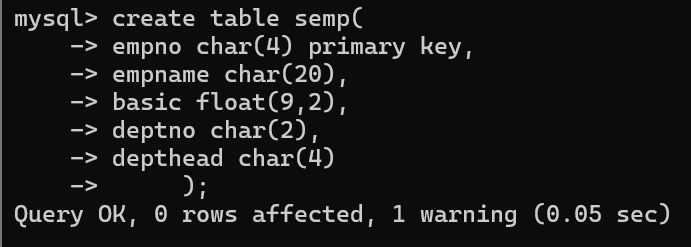 mysql> create table semp(
    -> empno char(4) primary key,
    -> empname char(20),
    -> basic float(9,2),
    -> deptno char(2),
    -> depthead char(4)
    ->      );
Query OK, 0 rows affected, 1 warning (0.05 sec)